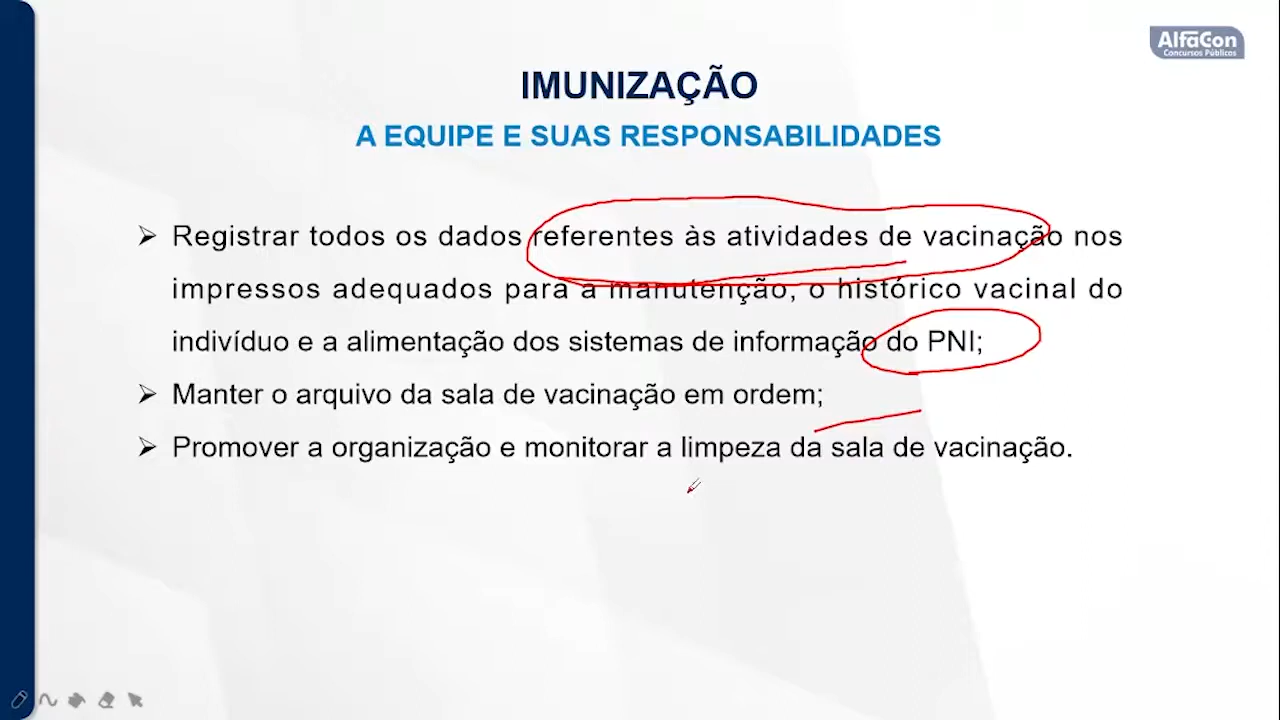 AlfaCon
Concursos Públicos
IMUNIZAÇÃO
A EQUIPE E SUAS RESPONSABILIDADES
Registrar todos os dados referentes às atividades de vacinação nos
impressos adequados para a manutenção, o histórico vacinal do
indivíduo e a alimentação dos sistemas de informação do PNI;
Manter o arquivo da sala de vacinação em ordem;
Promover a organização e monitorar a limpeza da sala de vacinação.